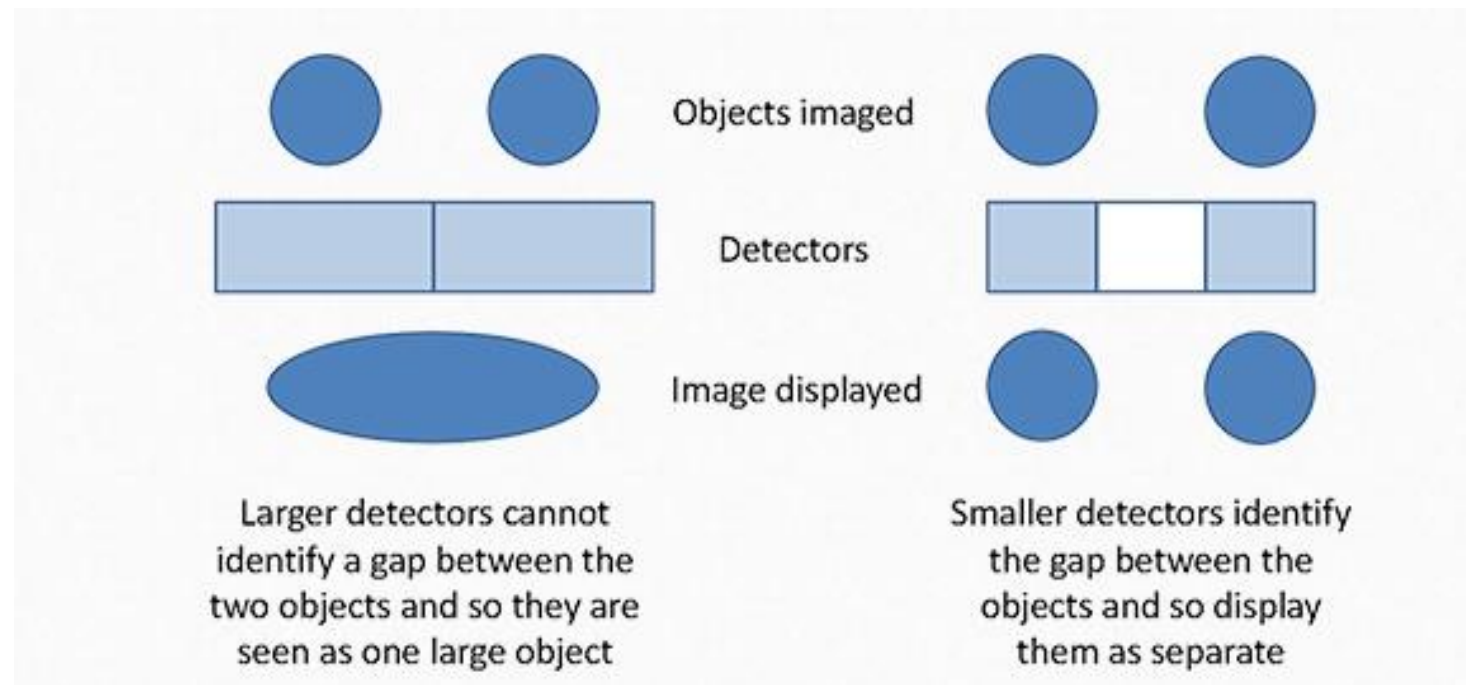 Objects imaged
Detectors
Image displayed
Larger detectors cannot
identify a gap between the
two objects and so they are
seen as one large object
Smaller detectors identify
the gap between the
objects and so display
them as separate